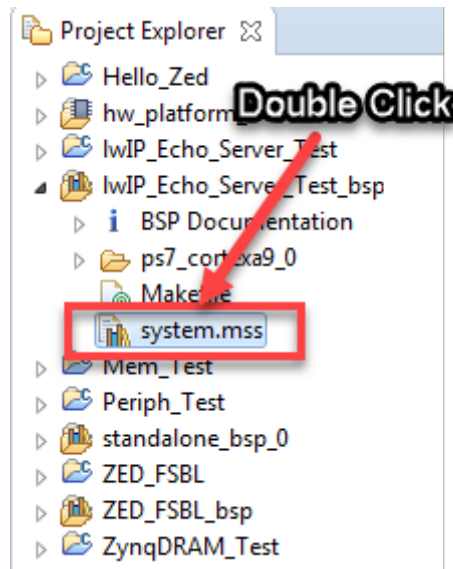 Project Explorer
Hello_Zed
hw_platform_
Double Click
lwIP_Echo_Server_Test
lwIP_Echo_Server_Test_bsp
BSP Documentation
ps7_cortexa9_0
Makefile
system.mss
Mem_Test
Periph_Test
standalone_bsp_0
ZED_FSBL
ZED_FSBL_bsp
ZynqDRAM_Test